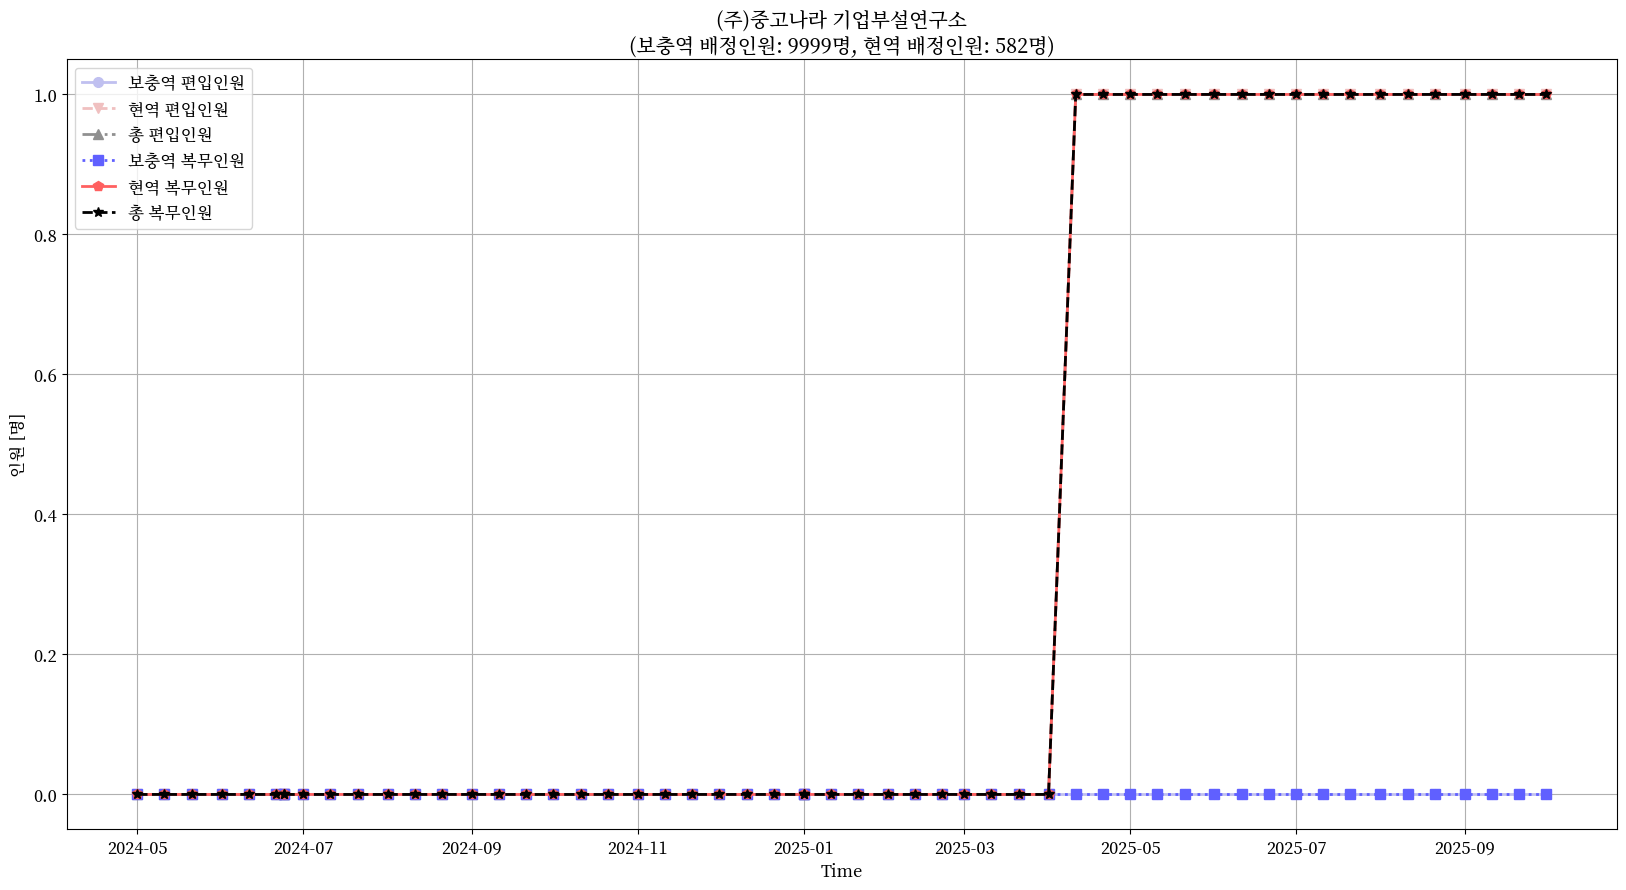 (주)중고나라 기업부설연구소
(보충역 배정인원: 9999명, 현역 배정인원: 582명)
보충역 편입인원
현역 편입인원
총 편입인원
보충역 복무인원
현역 복무인원
총 복무인원
1.0
0.8
0.6
0.4
0.2
0.0
인원 [명]
2024-05 2024-07 2024-09 2024-11 2025-01 2025-03 2025-05 2025-07 2025-09
Time